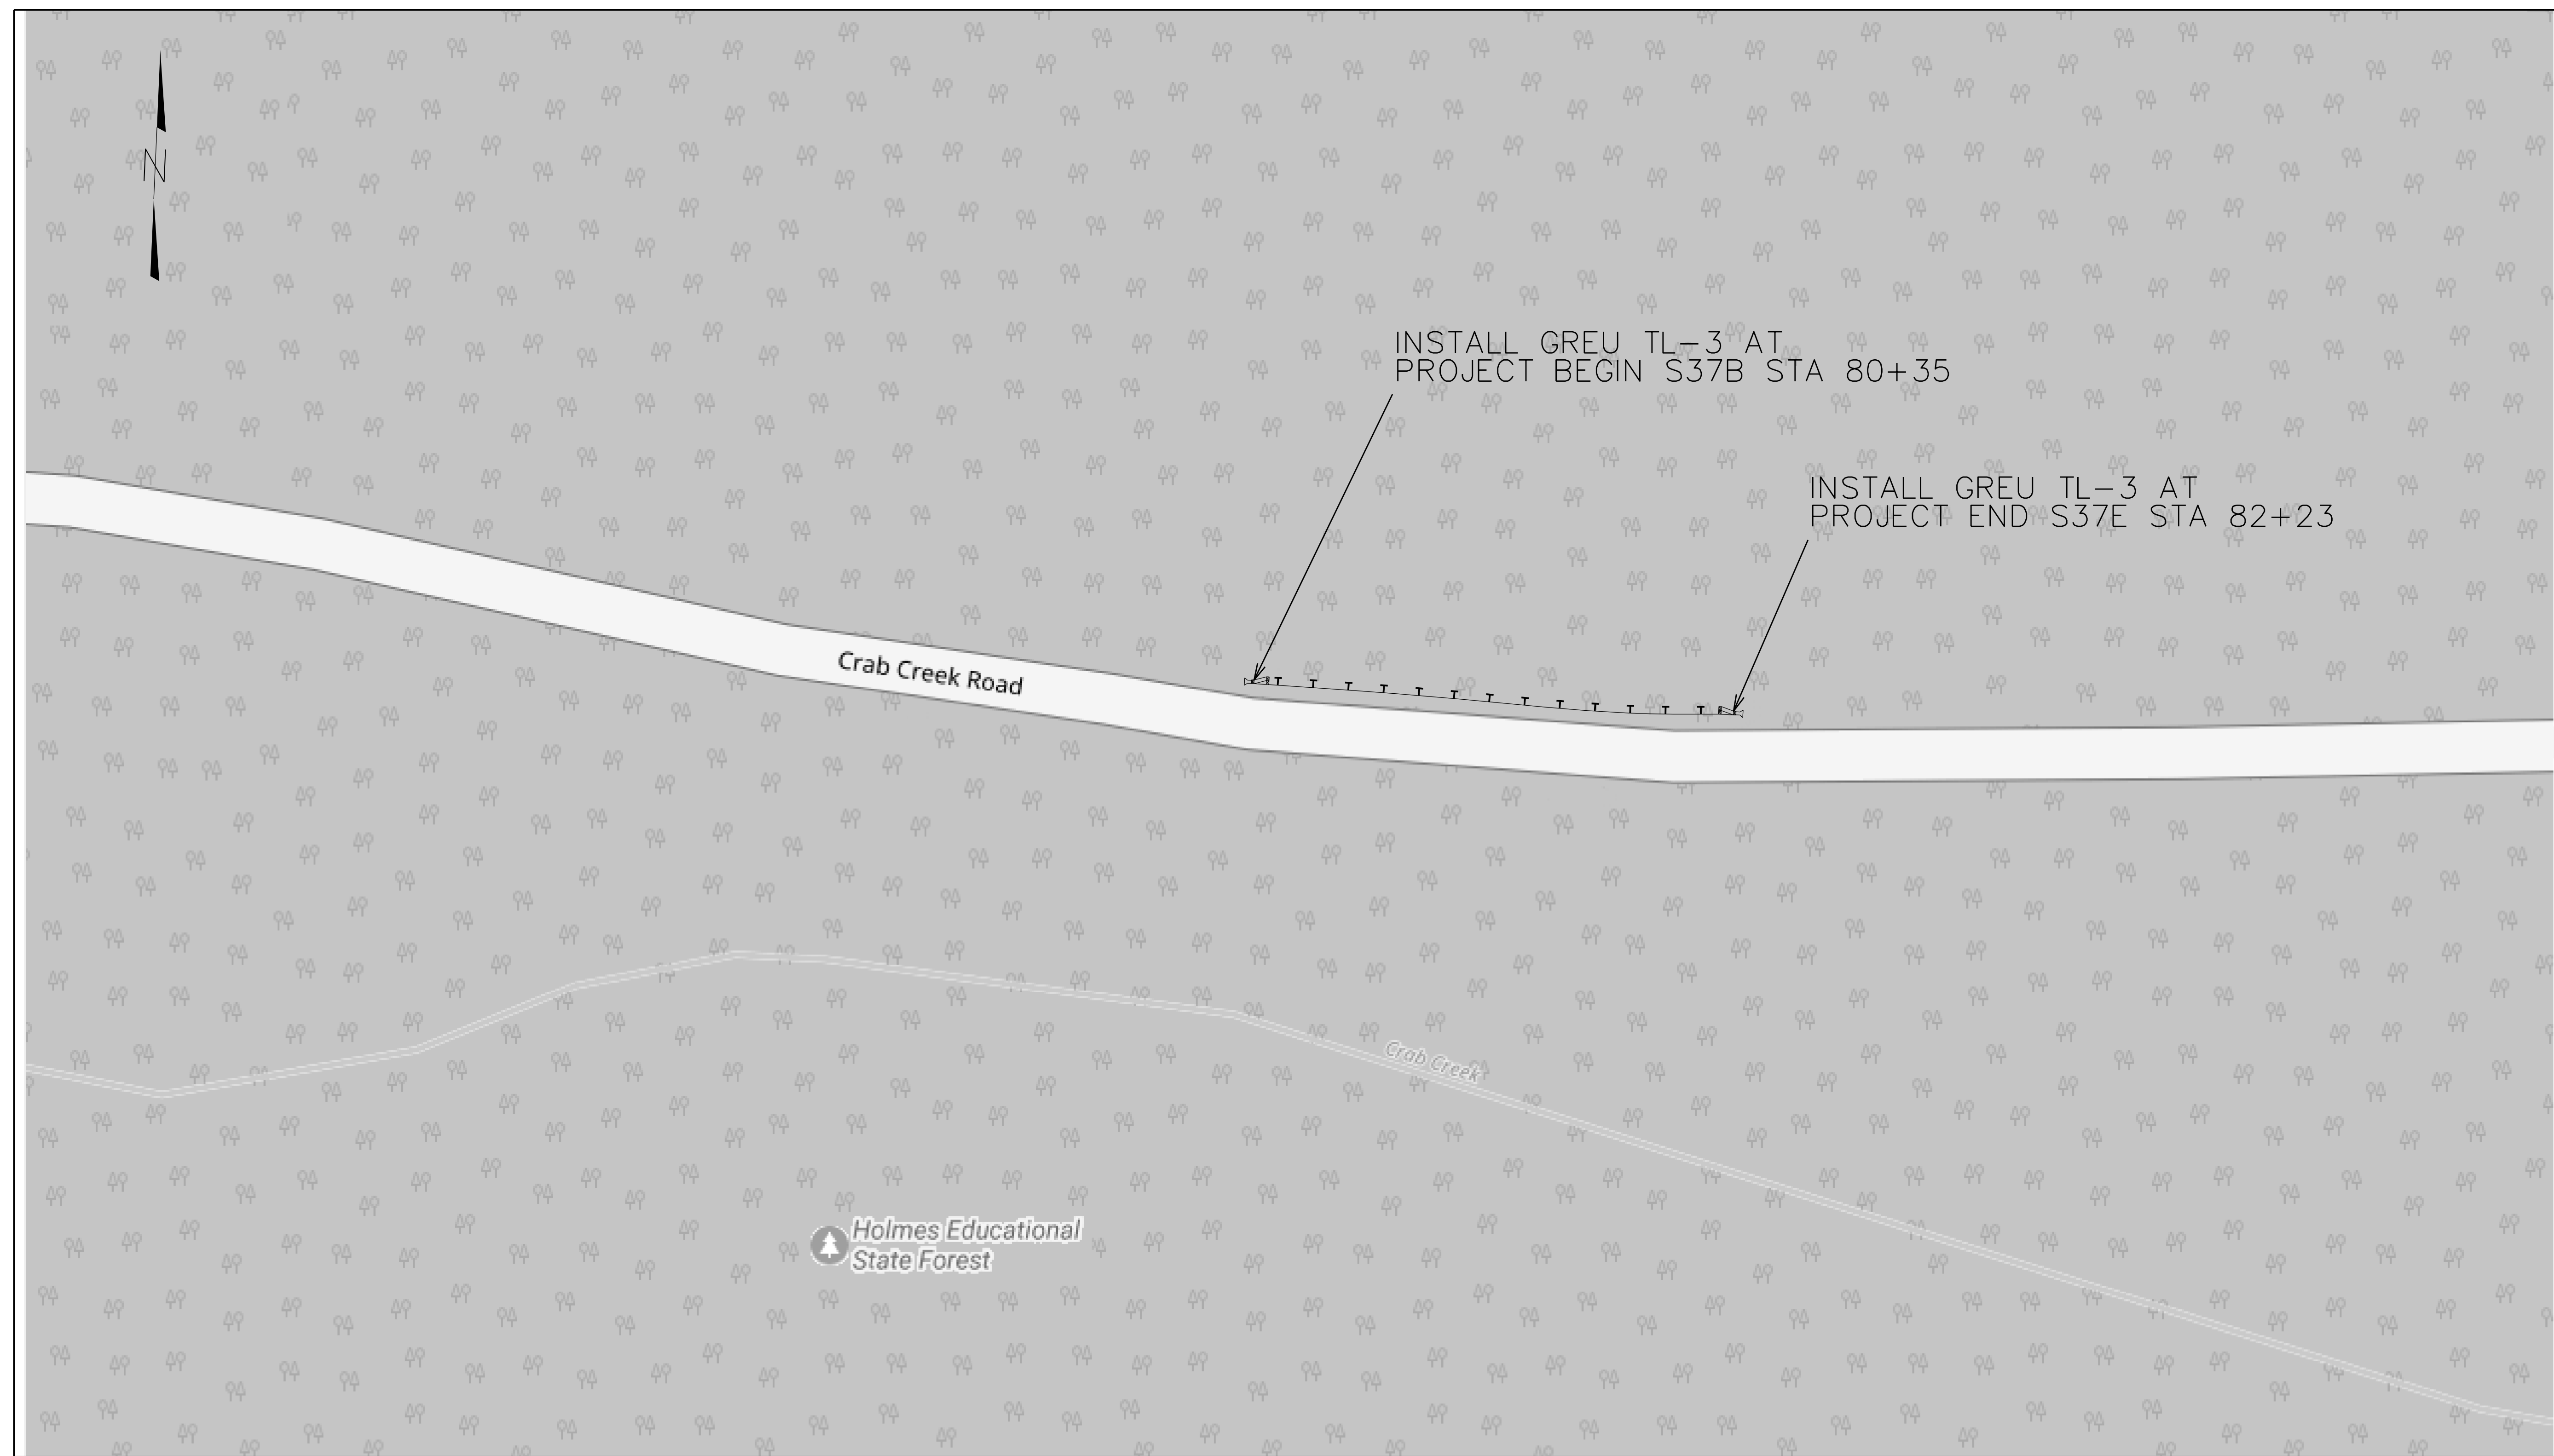 N
INSTALL GREU TL-3 AT
PROJECT BEGIN S37B STA 80+35
INSTALL GREU TL-3 AT
PROJECT END S37E STA 82+23
Crab Creek Road
Crab Creek
Holmes Educational
State Forest